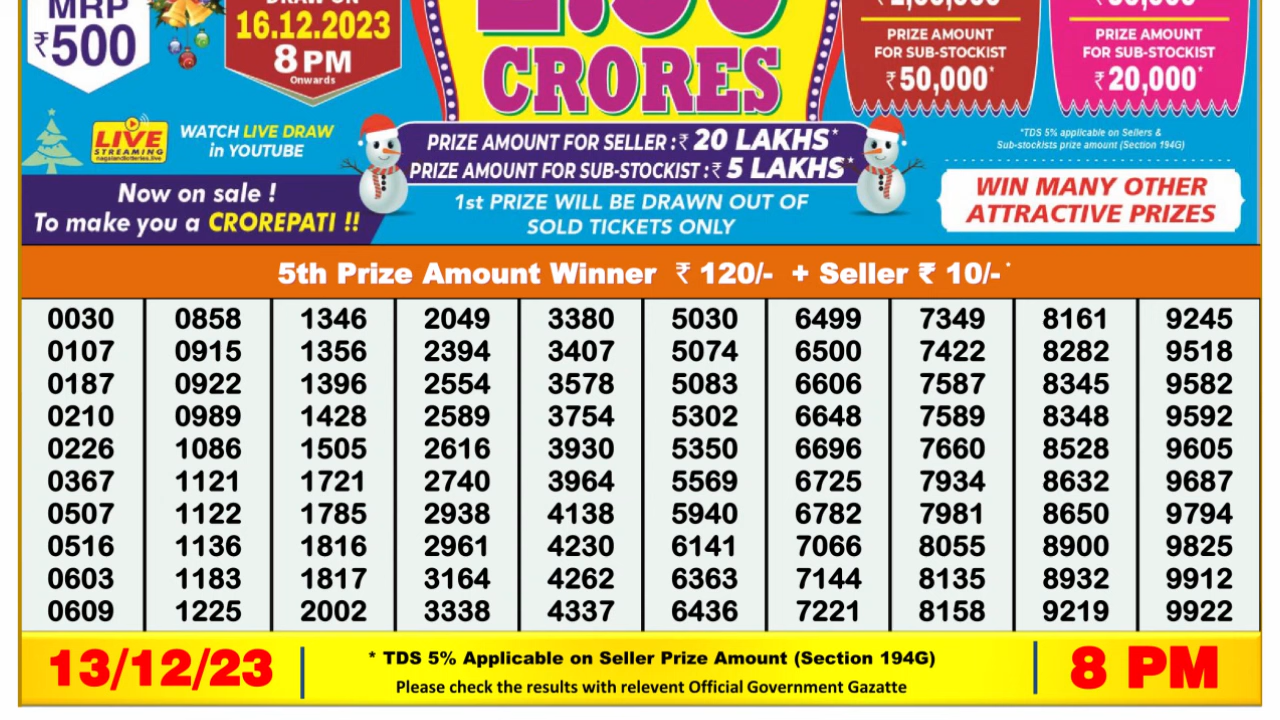 MRP
₹500
DRAW ON
16.12.2023
8 PM
Onwards
CRORES
PRIZE AMOUNT
FOR SUB-STOCKIST
₹ 50,000*
PRIZE AMOUNT
FOR SUB-STOCKIST
₹ 20,000*
LIVE
STREAMING
nagalandlotteries.live
WATCH LIVE DRAW
in YOUTUBE
PRIZE AMOUNT FOR SELLER :₹ 20 LAKHS*
PRIZE AMOUNT FOR SUB-STOCKIST :₹ 5 LAKHS*
*TDS 5% applicable on Sellers &
Sub-stockists prize amount (Section 194G)
Now on sale !
To make you a CROREPATI !!
1st PRIZE WILL BE DRAWN OUT OF
SOLD TICKETS ONLY
WIN MANY OTHER
ATTRACTIVE PRIZES
5th Prize Amount Winner ₹ 120/- + Seller ₹ 10/-*
0030 0858 1346 2049 3380 5030 6499 7349 8161 9245
0107 0915 1356 2394 3407 5074 6500 7422 8282 9518
0187 0922 1396 2554 3578 5083 6606 7587 8345 9582
0210 0989 1428 2589 3754 5302 6648 7589 8348 9592
0226 1086 1505 2616 3930 5350 6696 7660 8528 9605
0367 1121 1721 2740 3964 5569 6725 7934 8632 9687
0507 1122 1785 2938 4138 5940 6782 7981 8650 9794
0516 1136 1816 2961 4230 6141 7066 8055 8900 9825
0603 1183 1817 3164 4262 6363 7144 8135 8932 9912
0609 1225 2002 3338 4337 6436 7221 8158 9219 9922
13/12/23
* TDS 5% Applicable on Seller Prize Amount (Section 194G)
Please check the results with relevent Official Government Gazatte
8 PM